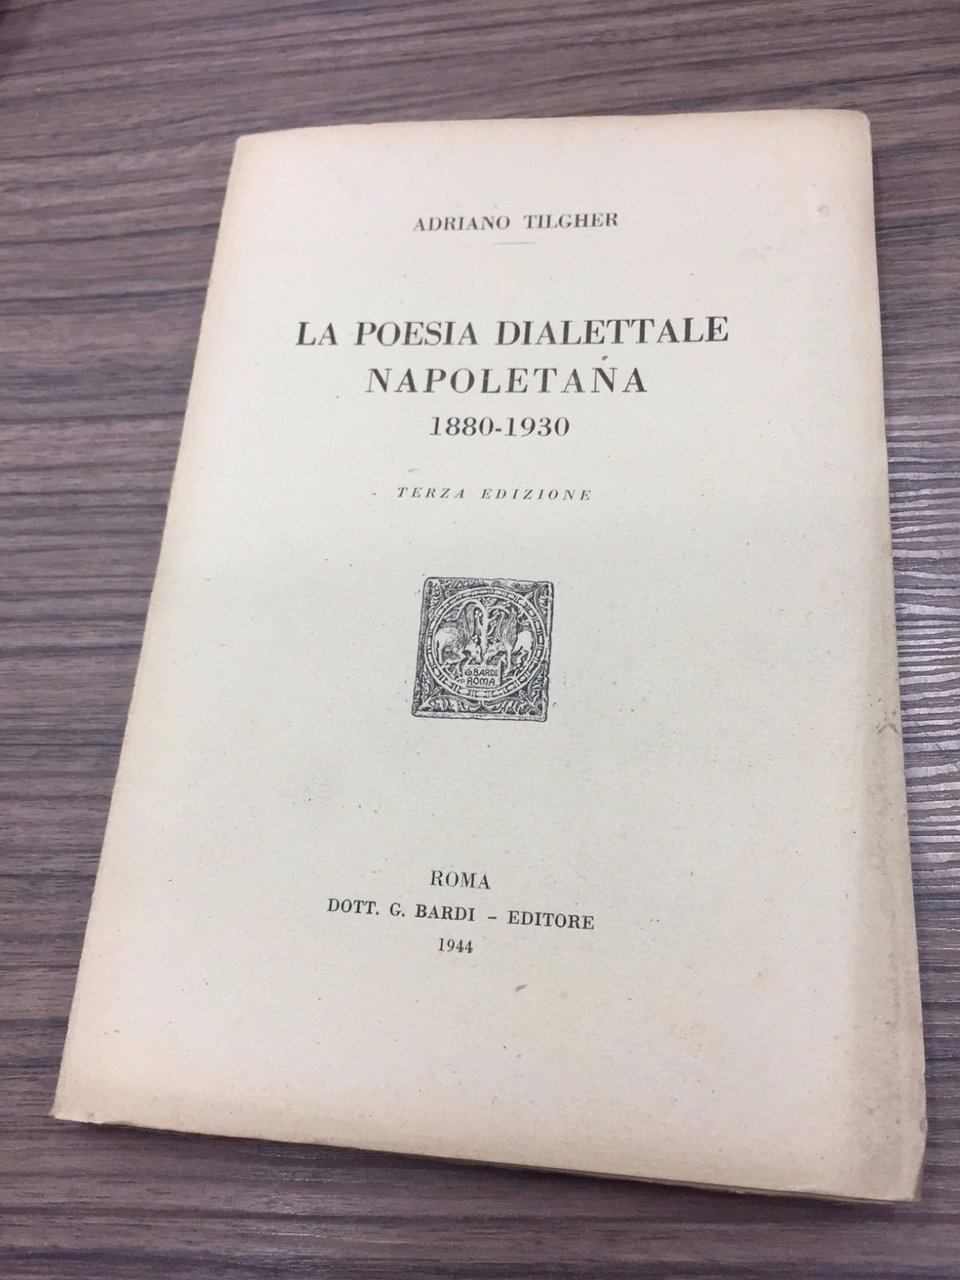 ADRIANO TILGHER
LA POESIA DIALETTALE
NAPOLETANA
1880-1930
TERZA EDIZIONE
G. BARDI
ROMA
ROMA
DOTT. G. BARDI - EDITORE
1944